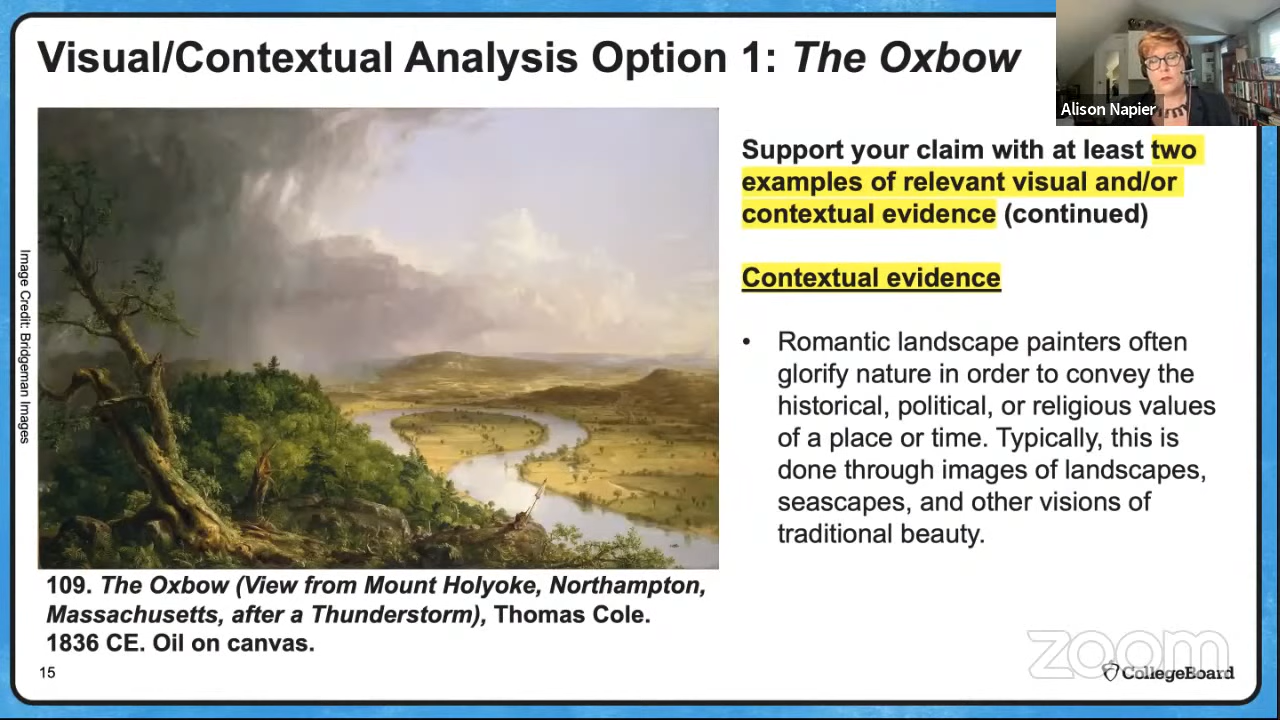 Visual/Contextual Analysis Option 1: The Oxbow
Alison Napier
Image Credit: Bridgeman Images
Support your claim with at least two
examples of relevant visual and/or
contextual evidence (continued)
Contextual evidence
• Romantic landscape painters often
glorify nature in order to convey the
historical, political, or religious values
of a place or time. Typically, this is
done through images of landscapes,
seascapes, and other visions of
traditional beauty.
109. The Oxbow (View from Mount Holyoke, Northampton,
Massachusetts, after a Thunderstorm), Thomas Cole.
1836 CE. Oil on canvas.
15
zoom
CollegeBoard